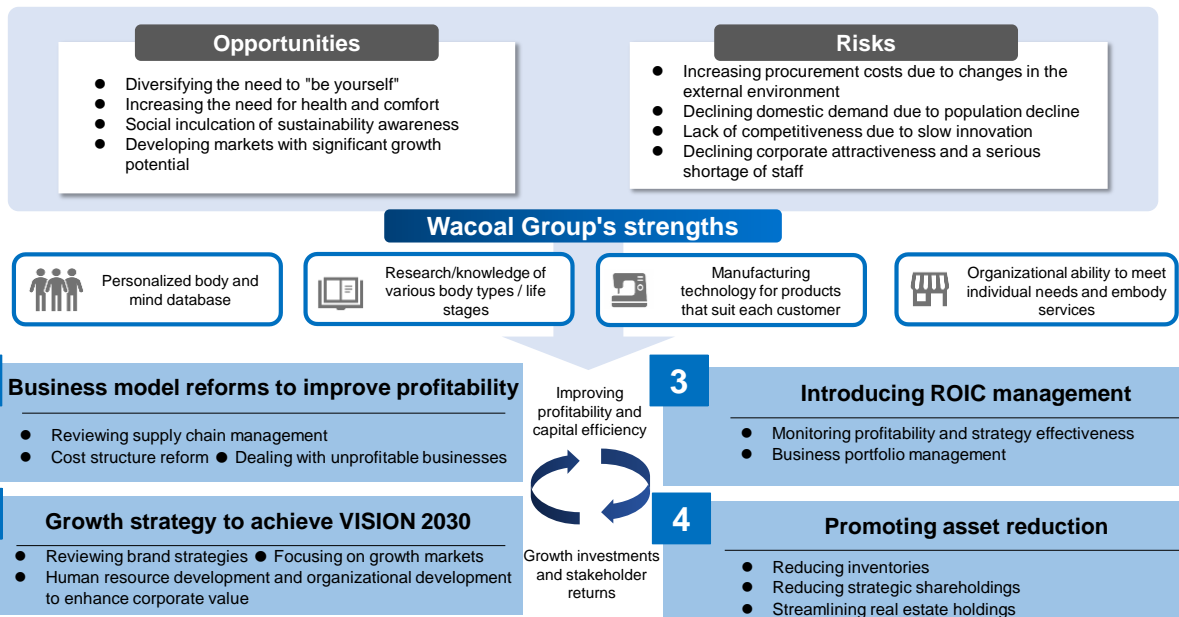 Opportunities
● Diversifying the need to "be yourself"
● Increasing the need for health and comfort
● Social inculcation of sustainability awareness
● Developing markets with significant growth
potential
Risks
● Increasing procurement costs due to changes in the
external environment
● Declining domestic demand due to population decline
● Lack of competitiveness due to slow innovation
● Declining corporate attractiveness and a serious
shortage of staff
Wacoal Group's strengths
Personalized body and
mind database
Research/knowledge of
various body types / life
stages
Manufacturing
technology for products
that suit each customer
Organizational ability to meet
individual needs and embody
services
Business model reforms to improve profitability
● Reviewing supply chain management
● Cost structure reform ● Dealing with unprofitable businesses
Growth strategy to achieve VISION 2030
● Reviewing brand strategies ● Focusing on growth markets
● Human resource development and organizational development
to enhance corporate value
Improving
profitability and
capital efficiency
Growth investments
and stakeholder
returns
3
Introducing ROIC management
● Monitoring profitability and strategy effectiveness
● Business portfolio management
4
Promoting asset reduction
● Reducing inventories
● Reducing strategic shareholdings
● Streamlining real estate holdings